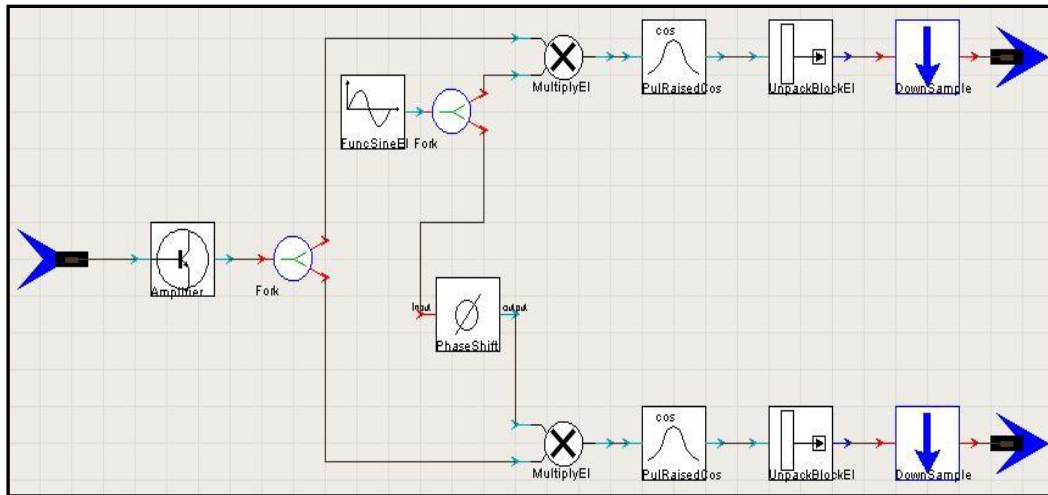 cos
cos
MultiplyEl
PulRaisedCos
UnpackBlockEl
DownSample
FuncSineEl
Fork
Amplifier
Fork
Input
output
PhaseShift
MultiplyEl
PulRaisedCos
UnpackBlockEl
DownSample